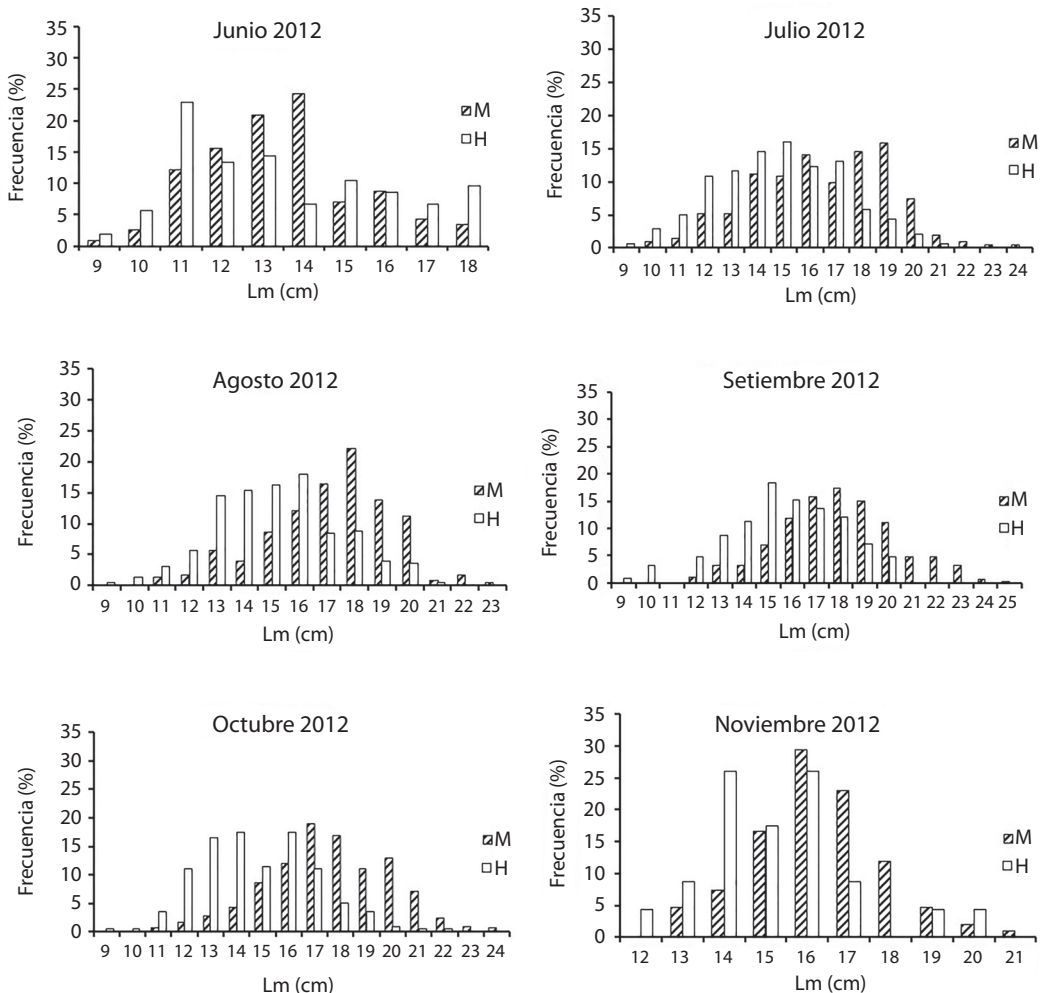 Junio 2012
Frecuencia (%)
35
30
25
20
15
10
5
0
M
H
9 10 11 12 13 14 15 16 17 18
Lm (cm)
Julio 2012
Frecuencia (%)
35
30
25
20
15
10
5
0
M
H
9 10 11 12 13 14 15 16 17 18 19 20 21 22 23 24
Lm (cm)
Agosto 2012
Frecuencia (%)
35
30
25
20
15
10
5
0
M
H
9 10 11 12 13 14 15 16 17 18 19 20 21 22 23
Lm (cm)
Setiembre 2012
Frecuencia (%)
35
30
25
20
15
10
5
0
M
H
9 10 11 12 13 14 15 16 17 18 19 20 21 22 23 24 25
Lm (cm)
Octubre 2012
Frecuencia (%)
35
30
25
20
15
10
5
0
M
H
9 10 11 12 13 14 15 16 17 18 19 20 21 22 23 24
Lm (cm)
Noviembre 2012
Frecuencia (%)
35
30
25
20
15
10
5
0
M
H
12 13 14 15 16 17 18 19 20 21
Lm (cm)